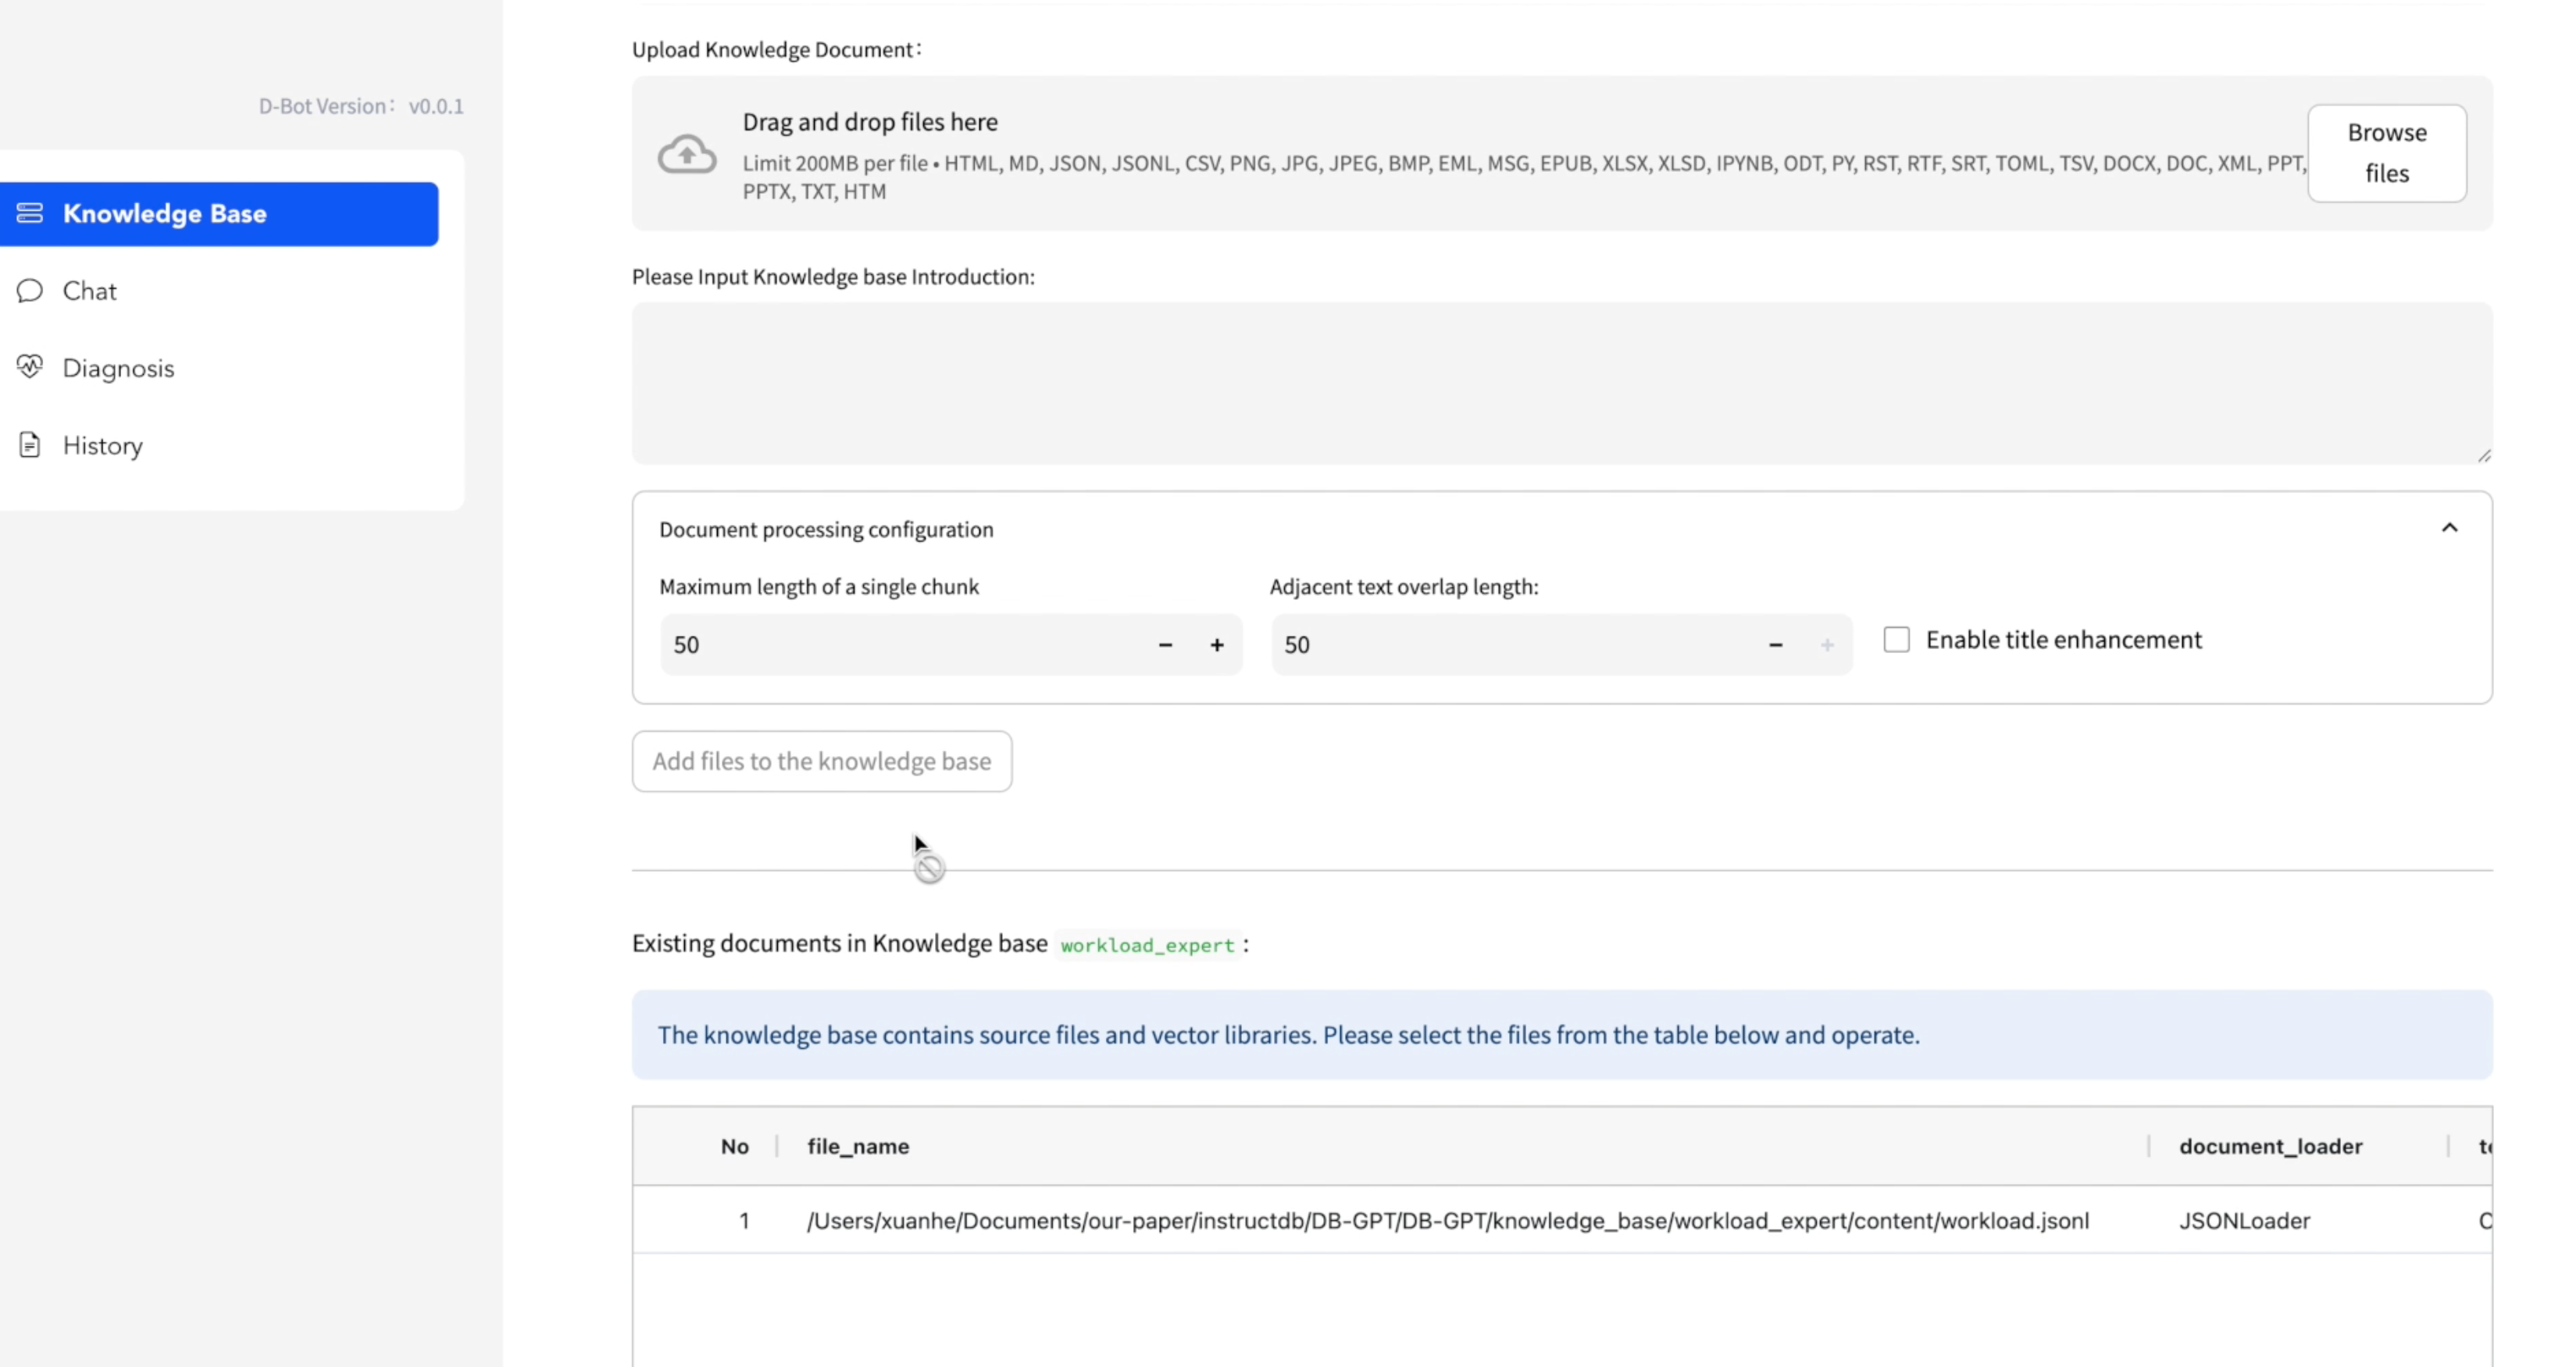 D-Bot Version： v0.0.1
Knowledge Base
Chat
Diagnosis
History
Upload Knowledge Document：
Drag and drop files here
Limit 200MB per file • HTML, MD, JSON, JSONL, CSV, PNG, JPG, JPEG, BMP, EML, MSG, EPUB, XLSX, XLSD, IPYNB, ODT, PY, RST, RTF, SRT, TOML, TSV, DOCX, DOC, XML, PPT,
PPTX, TXT, HTM
Browse
files
Please Input Knowledge base Introduction:
Document processing configuration
Maximum length of a single chunk
Adjacent text overlap length:
50 − +
50 − +
Enable title enhancement
Add files to the knowledge base
Existing documents in Knowledge base workload_expert :
The knowledge base contains source files and vector libraries. Please select the files from the table below and operate.
No file_name document_loader
1 /Users/xuanhe/Documents/our-paper/instructdb/DB-GPT/DB-GPT/knowledge_base/workload_expert/content/workload.jsonl JSONLoader